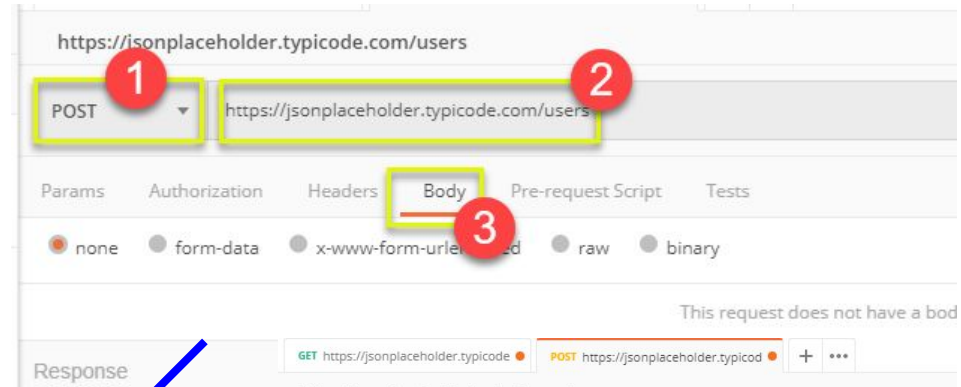 https://jsonplaceholder.typicode.com/users
1
2
POST https://jsonplaceholder.typicode.com/users
Params Authorization Headers Body Pre-request Script Tests
3
none form-data raw binary
This request does not have a bod
GET https://jsonplaceholder.typicode POST https://jsonplaceholder.typicod + •••
Response